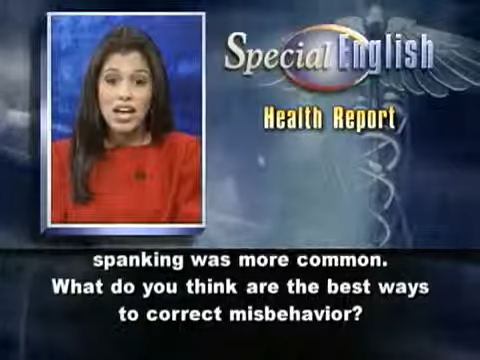 Special English
Health Report
spanking was more common.
What do you think are the best ways
to correct misbehavior?